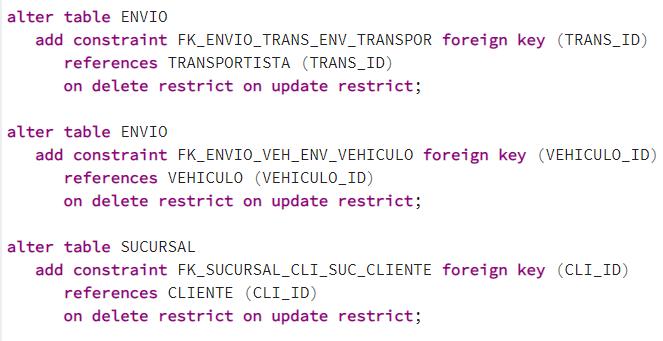 alter table ENVIO
add constraint FK_ENVIO_TRANS_ENV_TRANSPOR foreign key (TRANS_ID)
references TRANSPORTISTA (TRANS_ID)
on delete restrict on update restrict;
alter table ENVIO
add constraint FK_ENVIO_VEH_ENV_VEHICULO foreign key (VEHICULO_ID)
references VEHICULO (VEHICULO_ID)
on delete restrict on update restrict;
alter table SUCURSAL
add constraint FK_SUCURSAL_CLI_SUC_CLIENTE foreign key (CLI_ID)
references CLIENTE (CLI_ID)
on delete restrict on update restrict;